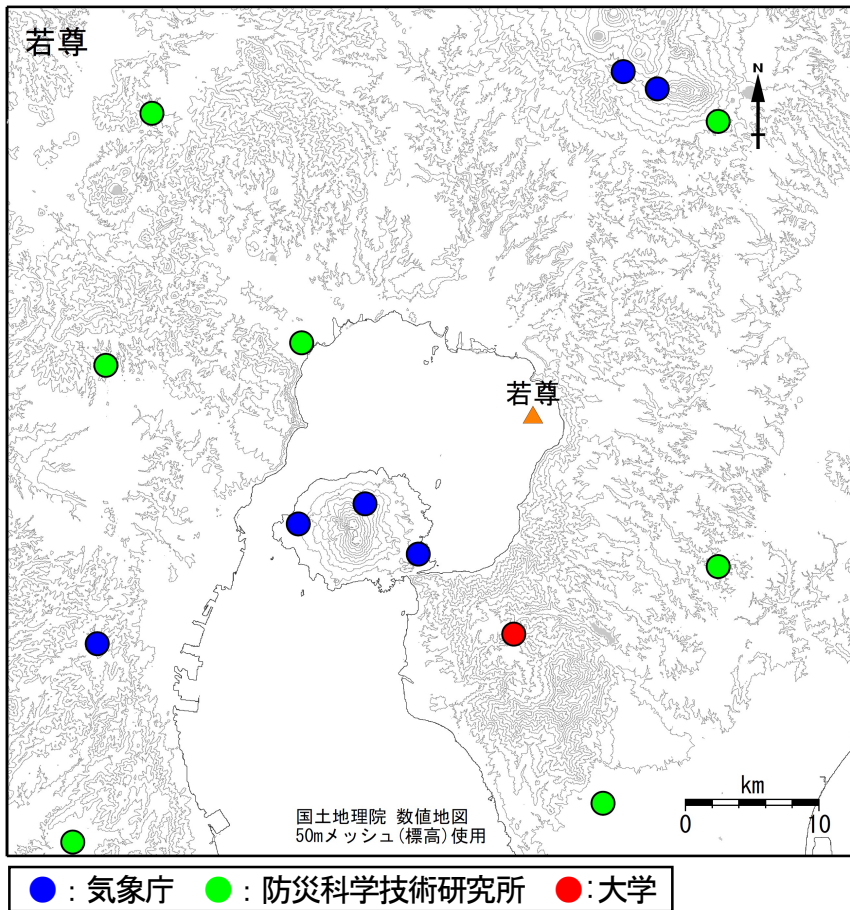 若尊
N
若尊
km
0 10
国土地理院 数値地図
50mメッシュ(標高)使用
：気象庁 ：防災科学技術研究所 ：大学